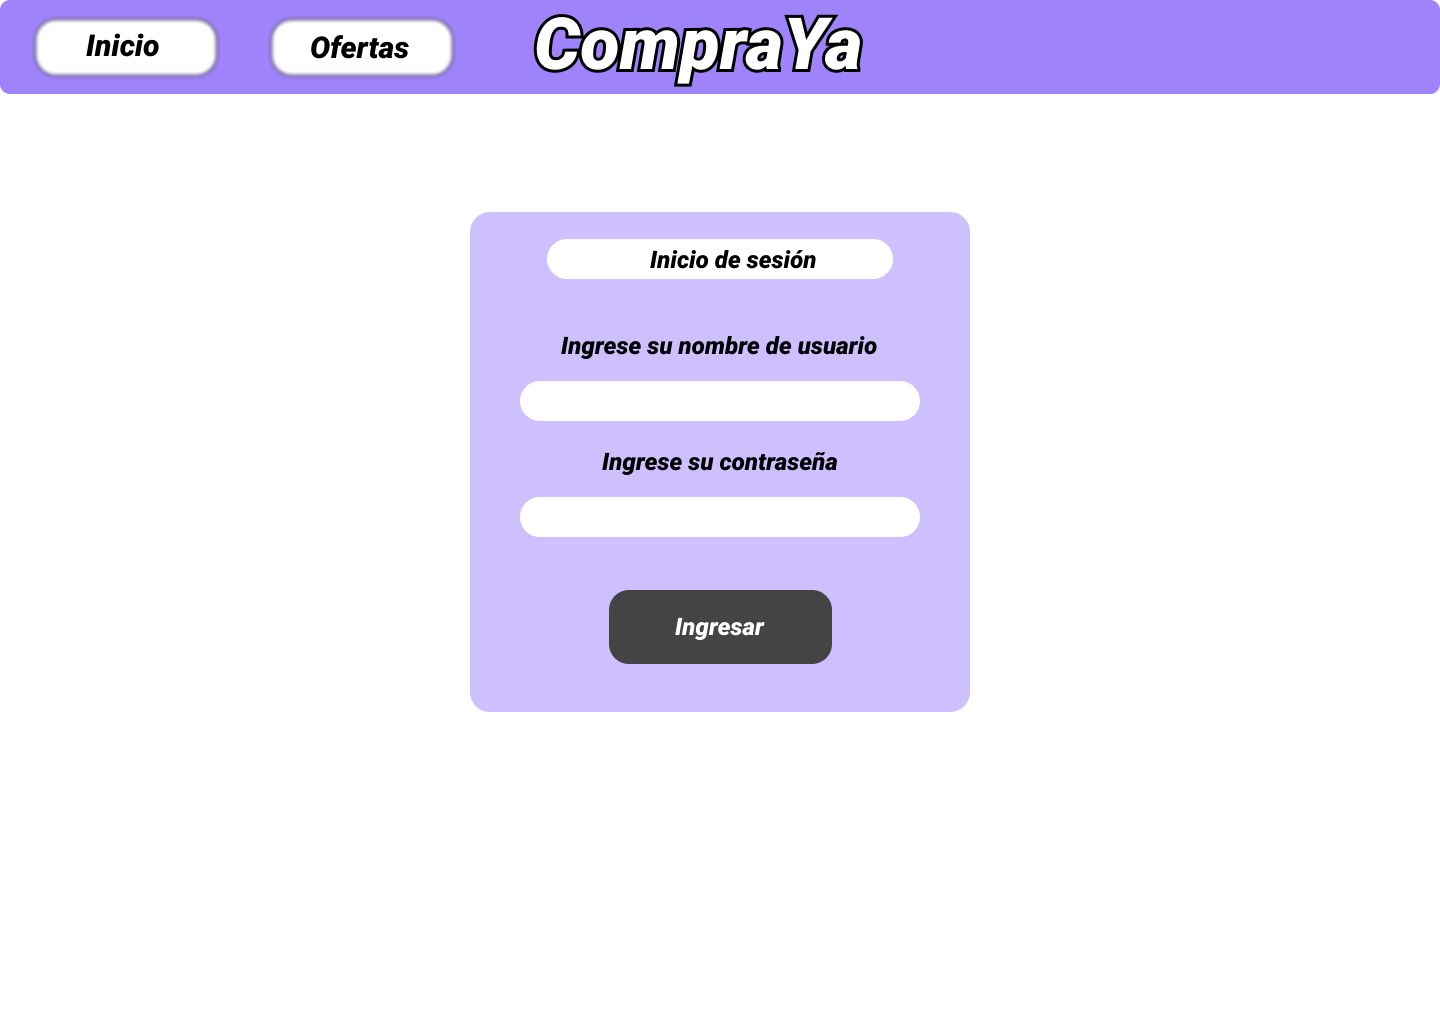 Inicio
Ofertas
CompraYa
Inicio de sesión
Ingrese su nombre de usuario
Ingrese su contraseña
Ingresar